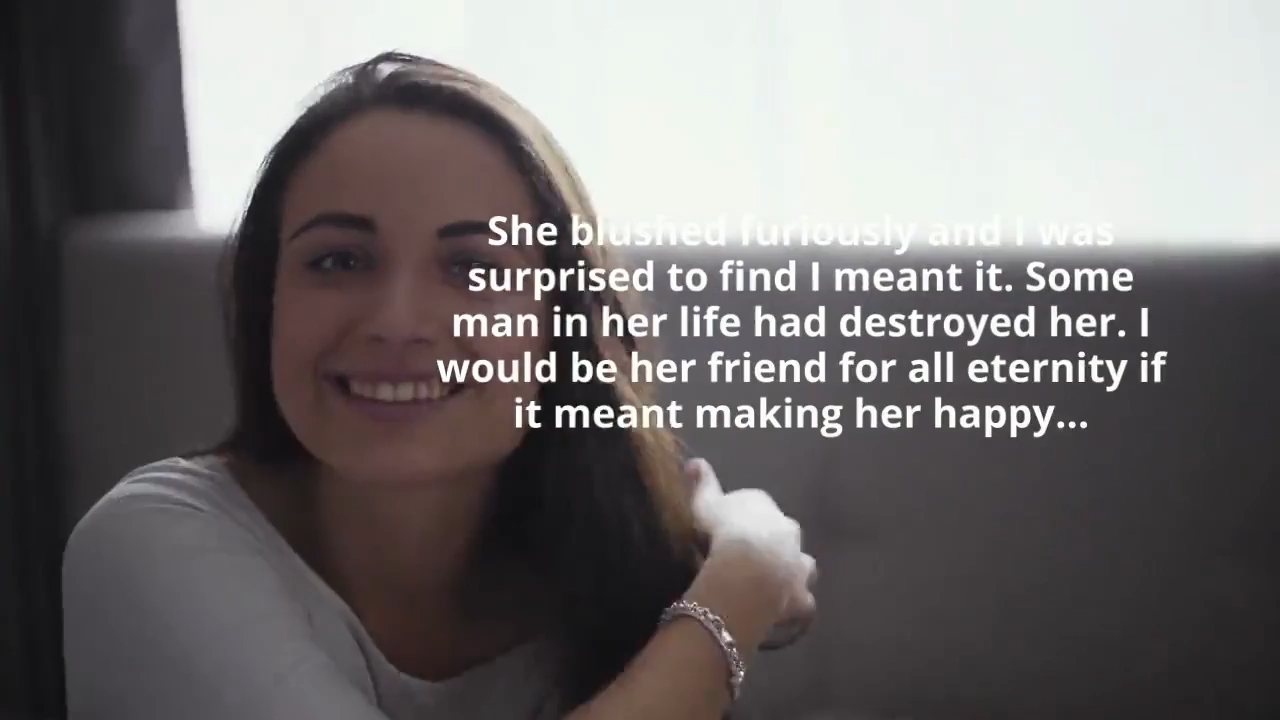 She blushed furiously and I was
surprised to find I meant it. Some
man in her life had destroyed her. I
would be her friend for all eternity if
it meant making her happy...